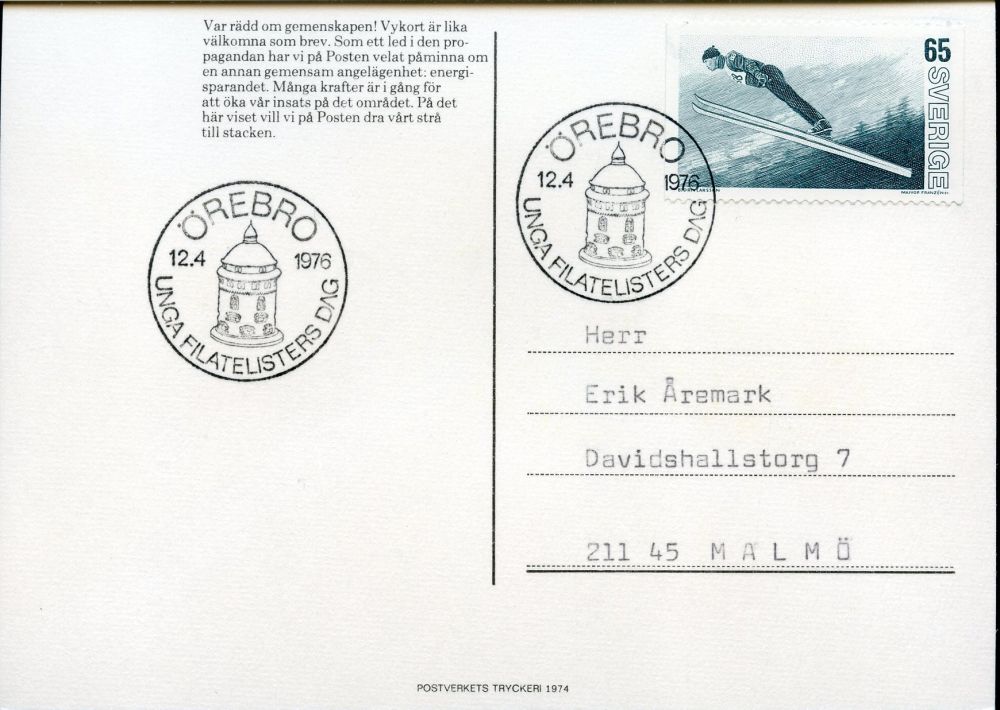 Var rädd om gemenskapen! Vykort är lika
välkomna som brev. Som ett led i den pro-
pagandan har vi på Posten velat påminna om
en annan gemensam angelägenhet: energi-
sparandet. Många krafter är i gång för
att öka vår insats på det området. På det
här viset vill vi på Posten dra vårt strå
till stacken.
65
SVERIGE
MAJVOR FRANZÉN SC.
ÖREBRO
12.4 1976
UNGA FILATELISTERS DAG
ÖREBRO
12.4 1976
UNGA FILATELISTERS DAG
Herr
Erik Åremark
Davidshallstorg 7
211 45 MALMÖ
POSTVERKETS TRYCKERI 1974